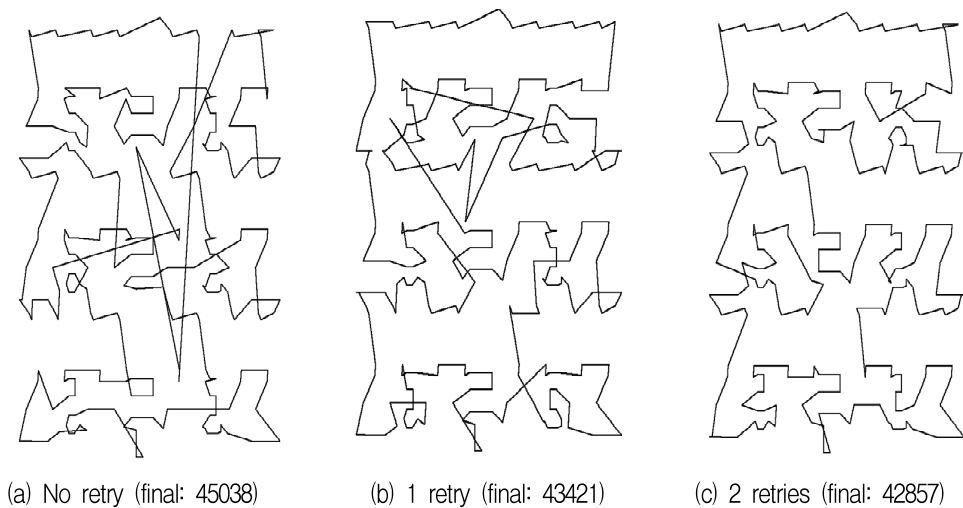 (a) No retry (final: 45038)
(b) 1 retry (final: 43421)
(c) 2 retries (final: 42857)